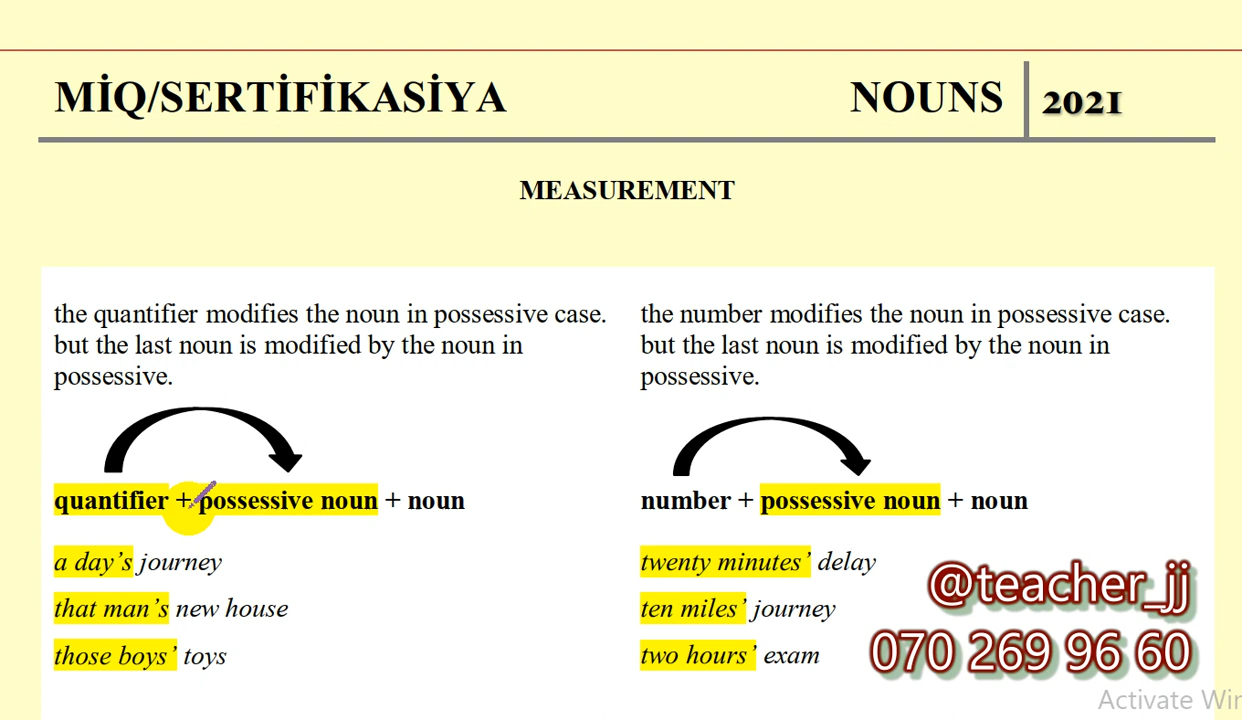 MİQ/SERTİFİKASİYA
NOUNS 2021
MEASUREMENT
the quantifier modifies the noun in possessive case.
but the last noun is modified by the noun in
possessive.
quantifier + possessive noun + noun
a day’s journey
that man’s new house
those boys’ toys
the number modifies the noun in possessive case.
but the last noun is modified by the noun in
possessive.
number + possessive noun + noun
twenty minutes’ delay
ten miles’ journey
two hours’ exam
@teacher_jj
070 269 96 60
Activate Win